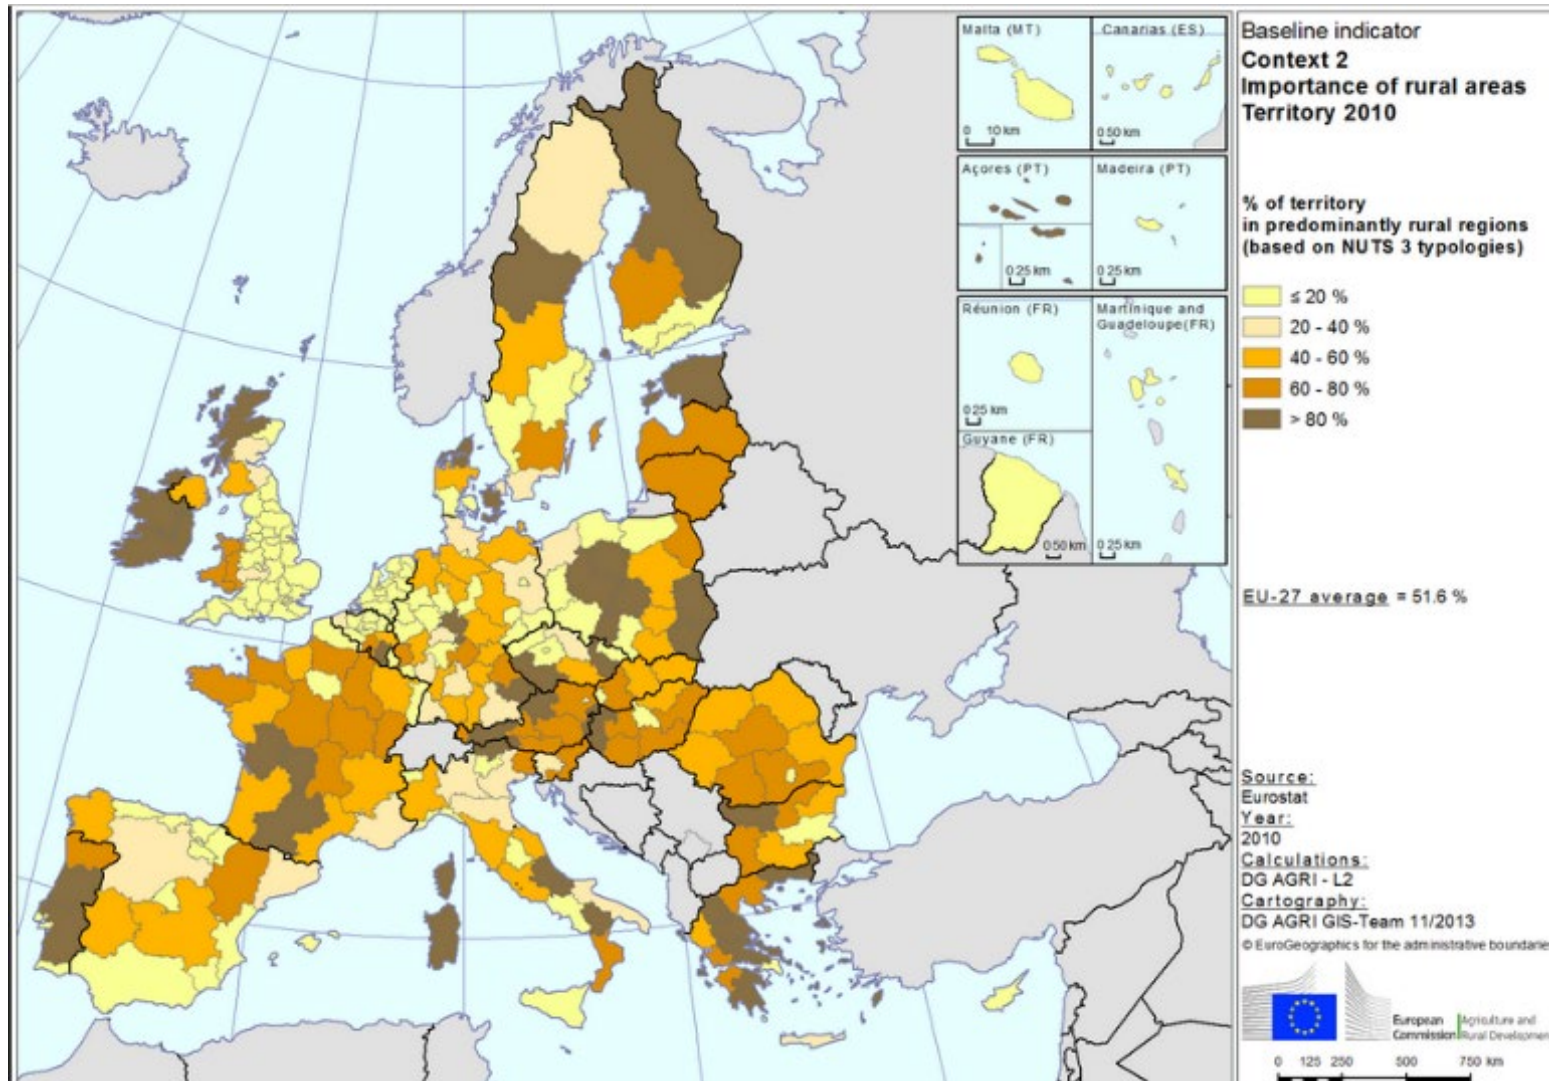 Malta (MT)
0 10 km
Canarias (ES)
0 50 km
Açores (PT)
0 25 km
Madeira (PT)
0 25 km
Réunion (FR)
0 25 km
Martinique and
Guadeloupe(FR)
0 25 km
Guyane (FR)
0 50 km
Baseline indicator
Context 2
Importance of rural areas
Territory 2010
% of territory
in predominantly rural regions
(based on NUTS 3 typologies)
≤ 20 %
20 - 40 %
40 - 60 %
60 - 80 %
> 80 %
EU-27 average = 51.6 %
Source:
Eurostat
Year:
2010
Calculations:
DG AGRI - L2
Cartography:
DG AGRI GIS-Team 11/2013
© EuroGeographics for the administrative boundarie
European
Commission
Agriculture and
Rural Developmen
0 125 250 500 750 km